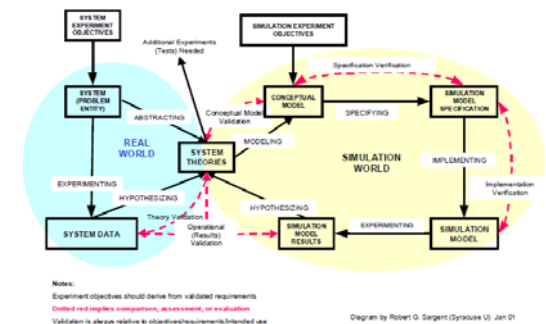 SYSTEM
EXPERIMENT
OBJECTIVES
SIMULATION EXPERIMENT
OBJECTIVES
Additional Experiments
(Tests) Needed
Specification Verification
SYSTEM
(PROBLEM
ENTITY)
CONCEPTUAL
MODEL
SIMULATION
MODEL
SPECIFICATION
ABSTRACTING
Conceptual Model
Validation
SPECIFYING
REAL
WORLD
SYSTEM
THEORIES
MODELING
SIMULATION
WORLD
IMPLEMENTING
EXPERIMENTING
HYPOTHESIZING
Implementation
Verification
HYPOTHESIZING
Theory Validation
Operational
(Results)
Validation
EXPERIMENTING
SYSTEM DATA
SIMULATION
MODEL
RESULTS
SIMULATION
MODEL
Notes:
Experiment objectives should derive from validated requirements
Dotted red implies comparison, assessment, or evaluation
Validation is always relative to objectives/requirements/intended use
Diagram by Robert G. Sargent (Syracuse U) Jan 01